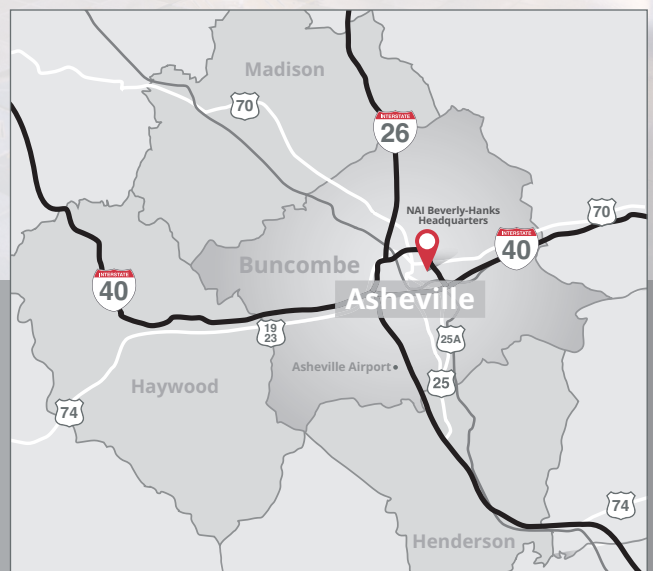 Madison
70
INTERSTATE
26
NAI Beverly-Hanks
Headquarters
70
INTERSTATE
40
Buncombe
INTERSTATE
40
Asheville
19
23
25A
Asheville Airport
25
Haywood
74
74
Henderson